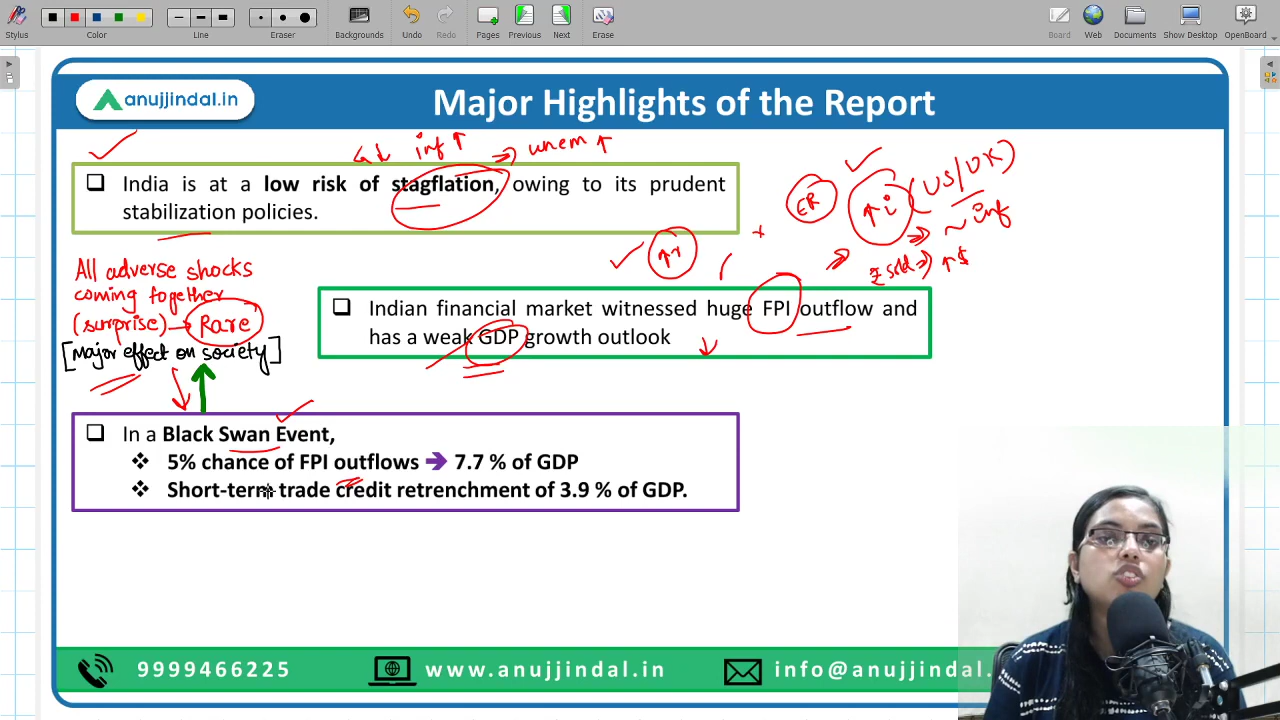 Stylus
Color
Line
Eraser
Backgrounds
Undo
Redo
Pages
Previous
Next
Erase
Board
Web
Documents
Show Desktop
OpenBoard
anujjindal.in
Major Highlights of the Report
inf ↑
unem ↑
India is at a low risk of stagflation, owing to its prudent
stabilization policies.
ER
↑i
(US/UK)
~ inf
₹ sold
↑$
↑r
All adverse shocks
coming together
(surprise) → Rare
[major effect on society]
Indian financial market witnessed huge FPI outflow and
has a weak GDP growth outlook
In a Black Swan Event,
5% chance of FPI outflows ➔ 7.7 % of GDP
Short-term trade credit retrenchment of 3.9 % of GDP.
9999466225
www.anujjindal.in
info@anujjindal.